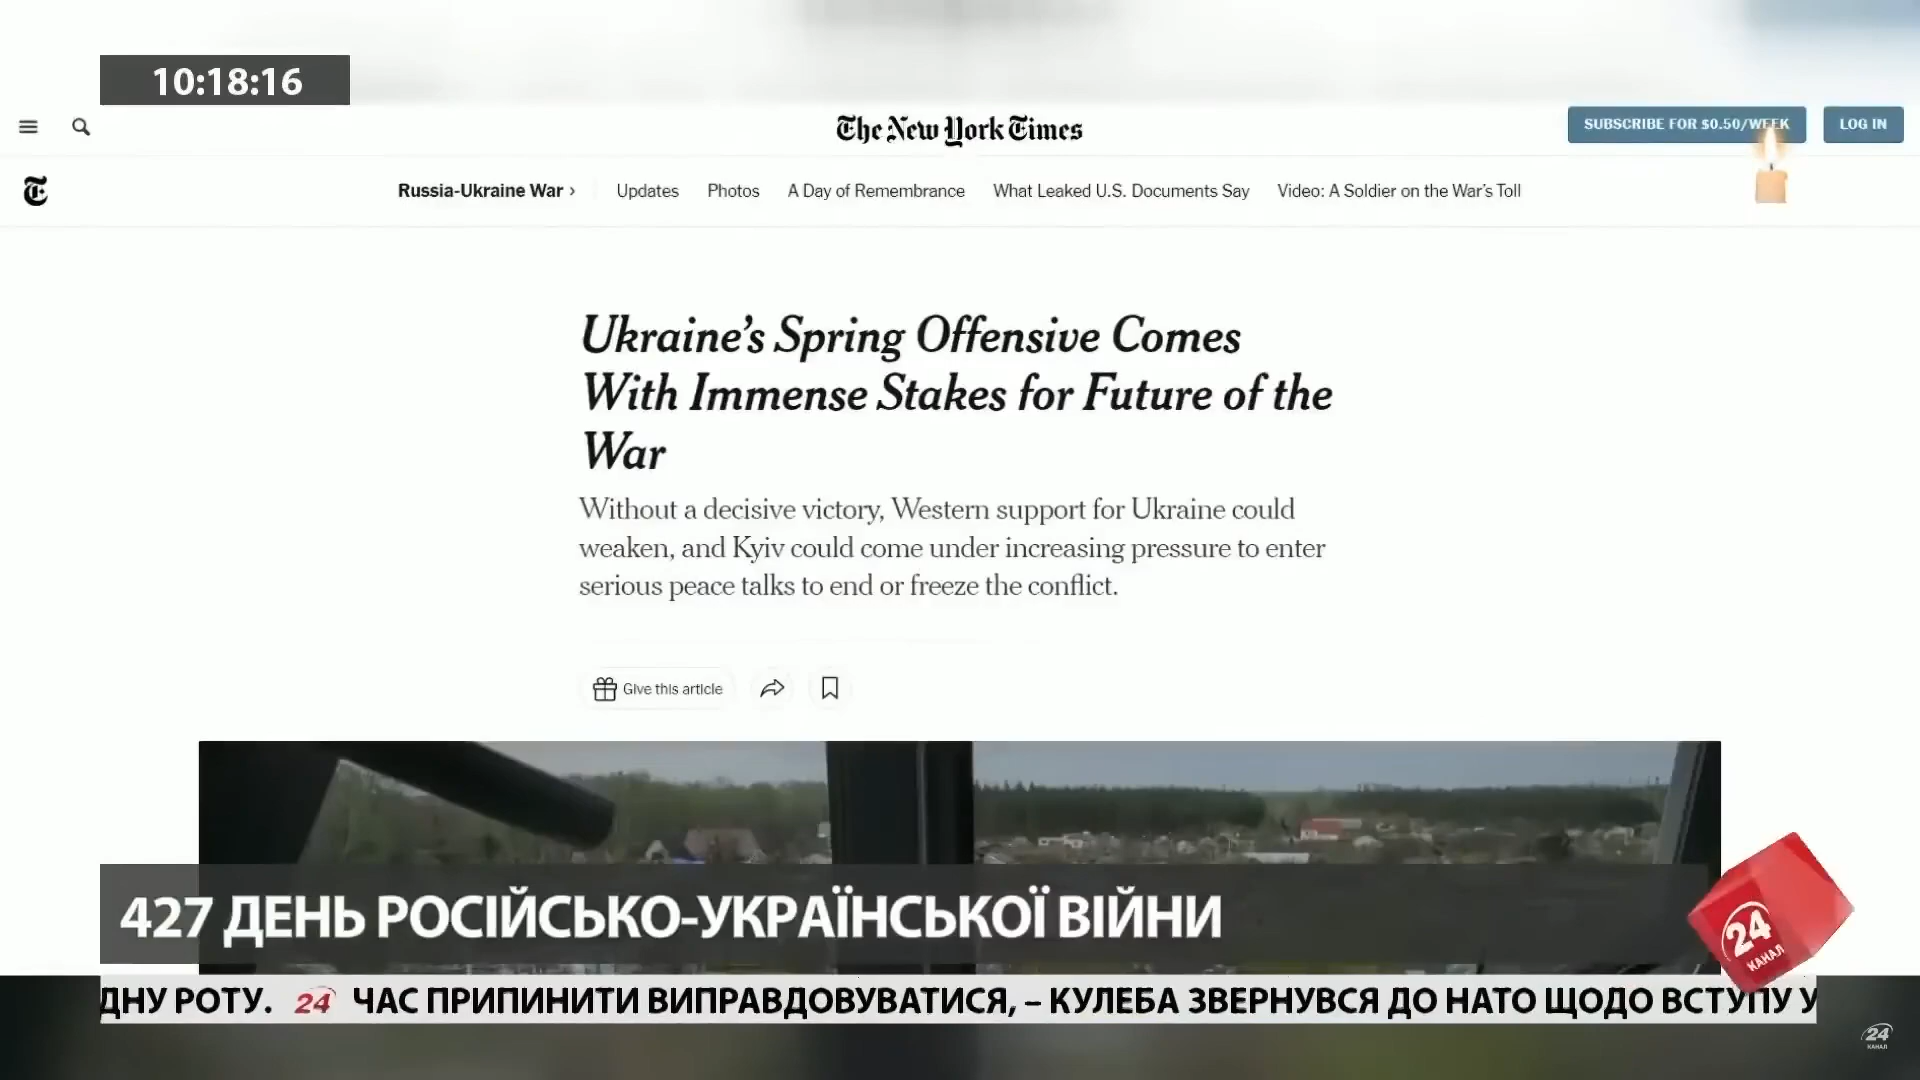 10:18:16
The New York Times
SUBSCRIBE FOR $0.50/WEEK
LOG IN
Russia-Ukraine War ›
Updates
Photos
A Day of Remembrance
What Leaked U.S. Documents Say
Video: A Soldier on the War's Toll
Ukraine's Spring Offensive Comes
With Immense Stakes for Future of the
War
Without a decisive victory, Western support for Ukraine could
weaken, and Kyiv could come under increasing pressure to enter
serious peace talks to end or freeze the conflict.
Give this article
427 ДЕНЬ РОСІЙСЬКО-УКРАЇНСЬКОЇ ВІЙНИ
24
КАНАЛ
ДНУ РОТУ. 24 ЧАС ПРИПИНИТИ ВИПРАВДОВУВАТИСЯ, – КУЛЕБА ЗВЕРНУВСЯ ДО НАТО ЩОДО ВСТУПУ У
24
КАНАЛ